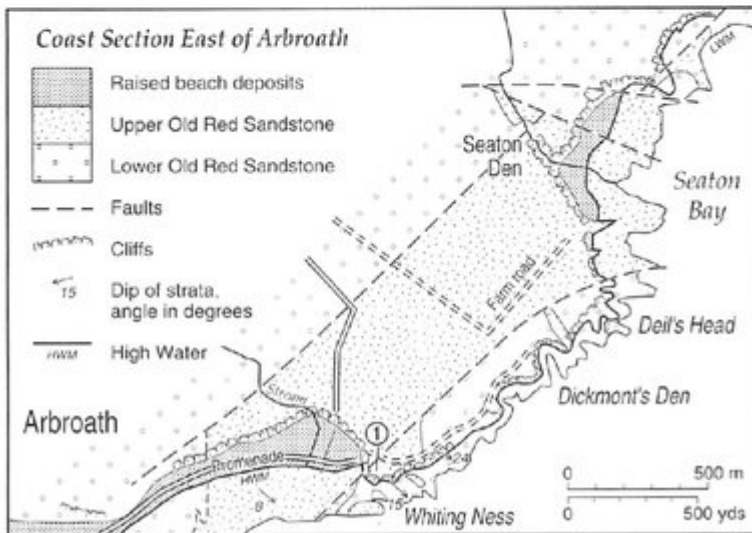 Coast Section East of Arbroath
Raised beach deposits
Upper Old Red Sandstone
Lower Old Red Sandstone
Faults
Cliffs
15
Dip of strata,
angle in degrees
HWM
High Water
LWM
Seaton
Den
Seaton
Bay
Farm road
Deil's Head
Dickmont's Den
Stream
Arbroath
Promenade
HWM
1
24
8
15
Whiting Ness
0 500 m
0 500 yds